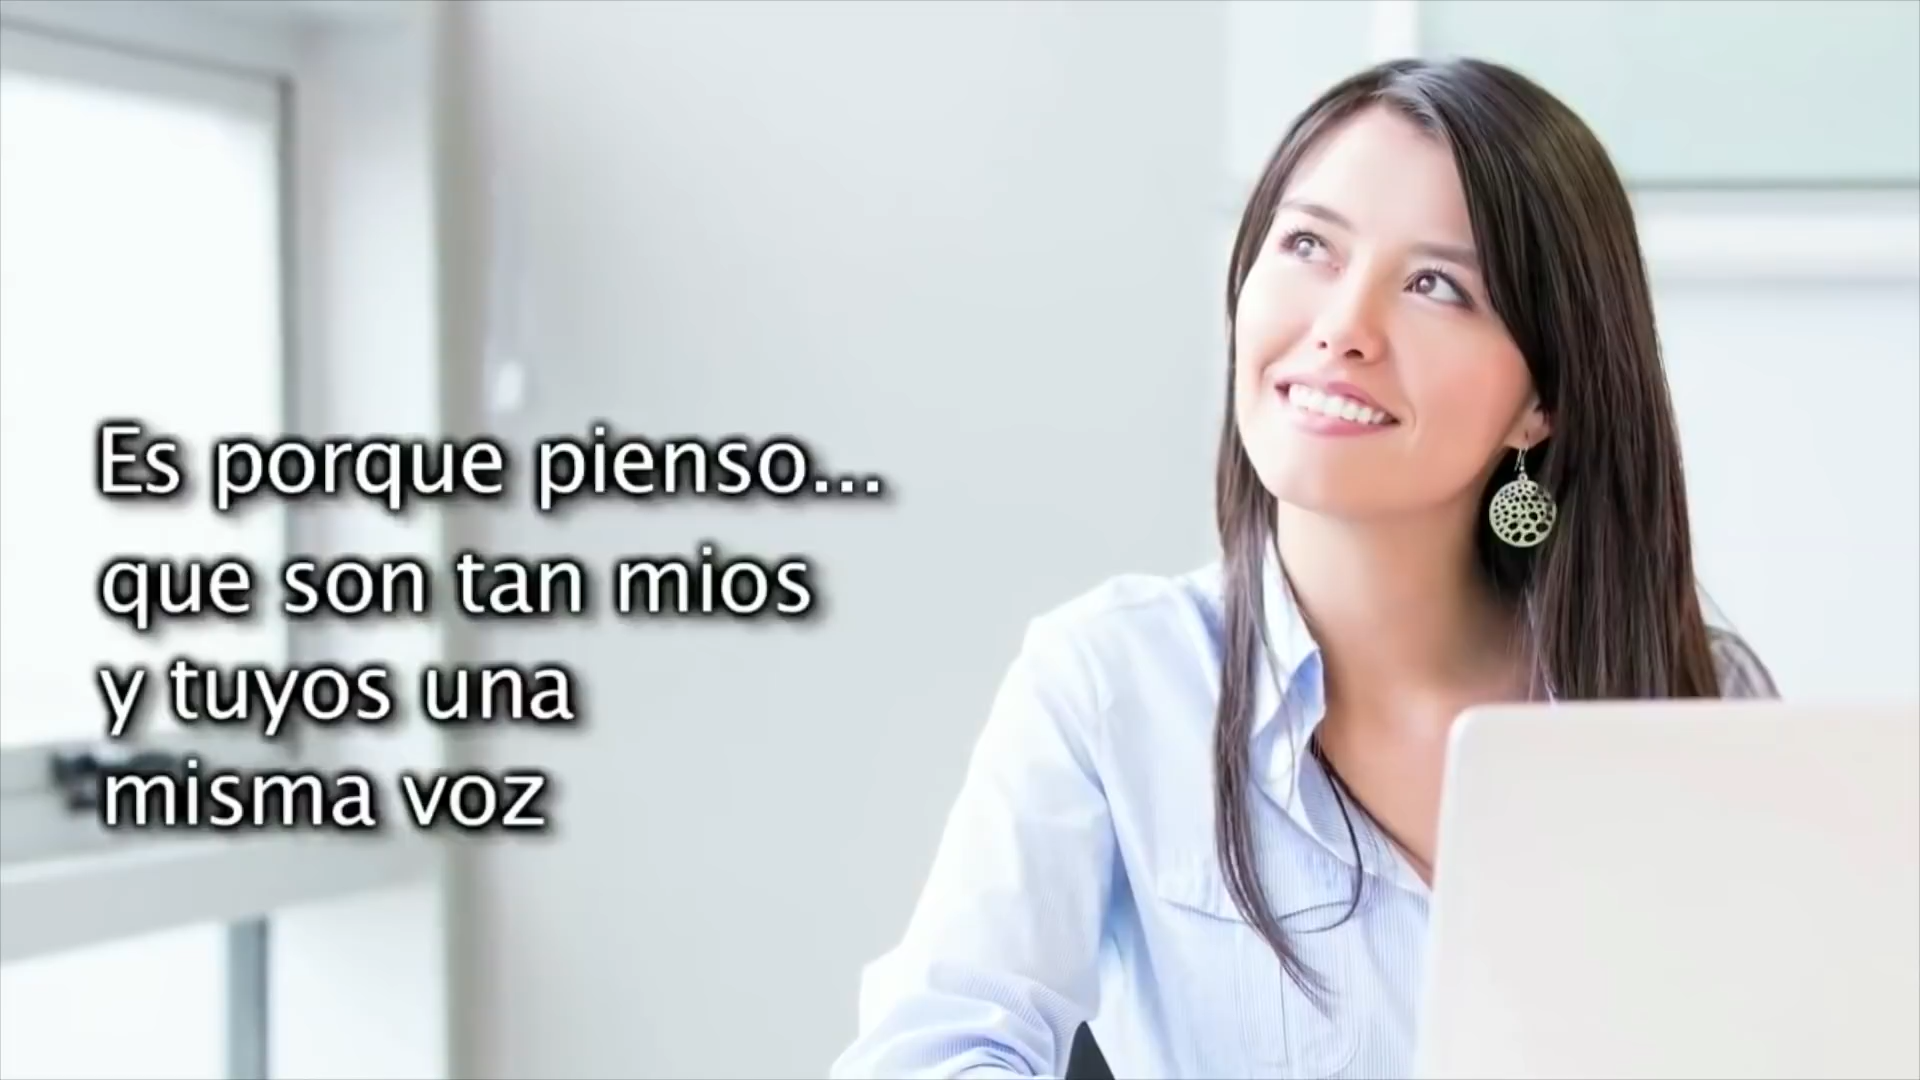 Es porque pienso...
que son tan mios
y tuyos una
misma voz